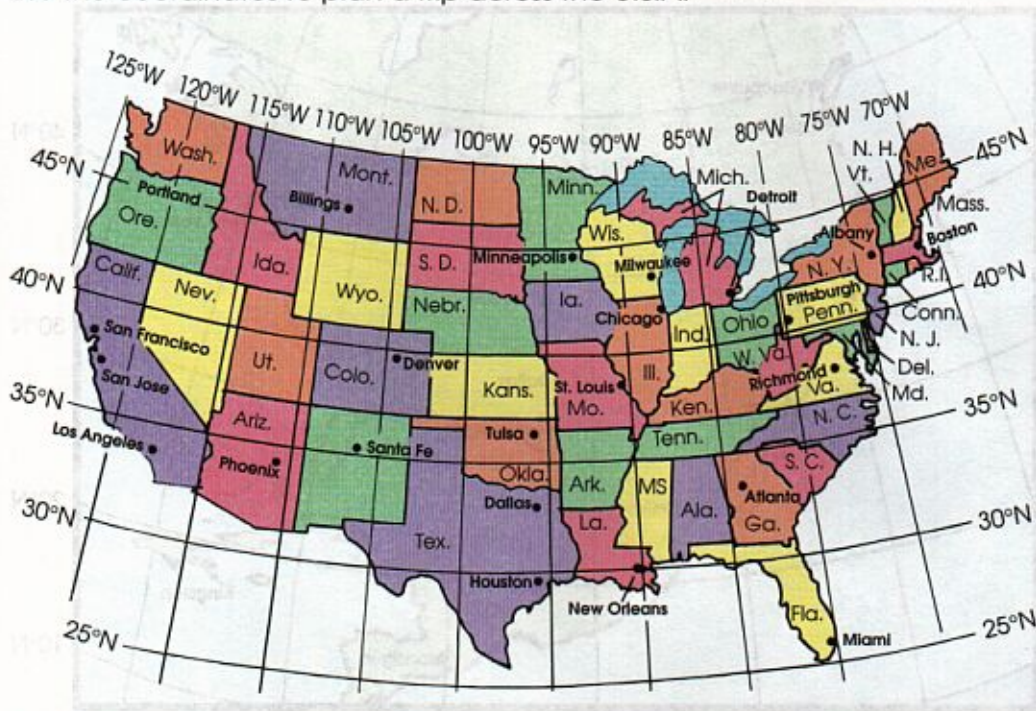 125°W 120°W 115°W 110°W 105°W 100°W 95°W 90°W 85°W 80°W 75°W 70°W
45°N
40°N
35°N
30°N
25°N
45°N
40°N
35°N
30°N
25°N
Wash.
Portland
Ore.
Calif.
San Francisco
San Jose
Los Angeles
Nev.
Ida.
Mont.
Billings
Wyo.
Ut.
Ariz.
Phoenix
Colo.
Denver
Santa Fe
N. D.
S. D.
Nebr.
Kans.
Tulsa
Okla.
Dallas
Tex.
Houston
Minn.
Minneapolis
Ia.
St. Louis
Mo.
Ark.
La.
New Orleans
Wis.
Milwaukee
Chicago
Ill.
Mich.
Detroit
Ind.
Ohio
Ken.
Tenn.
MS
Ala.
Atlanta
Ga.
Fla.
Miami
S. C.
N. C.
W. Va.
Richmond
Va.
Pittsburgh
Penn.
N. Y.
Albany
Vt.
N. H.
Me.
Mass.
Boston
R.I.
Conn.
N. J.
Del.
Md.